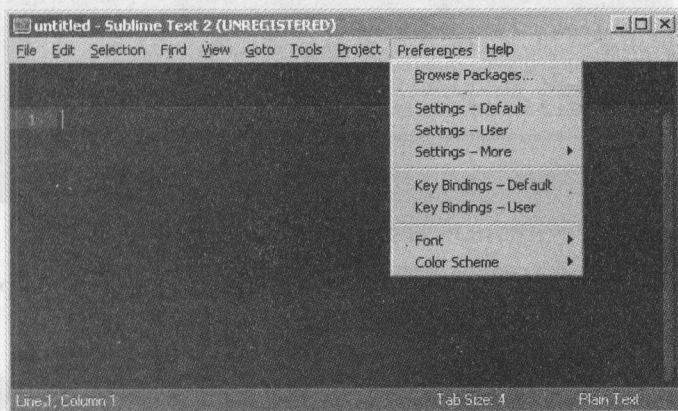 untitled - Sublime Text 2 (UNREGISTERED)
File Edit Selection Find View Goto Tools Project Preferences Help
Browse Packages...
1
Settings – Default
Settings – User
Settings – More
Key Bindings – Default
Key Bindings – User
Font
Color Scheme
Line 1, Column 1 Tab Size: 4 Plain Text